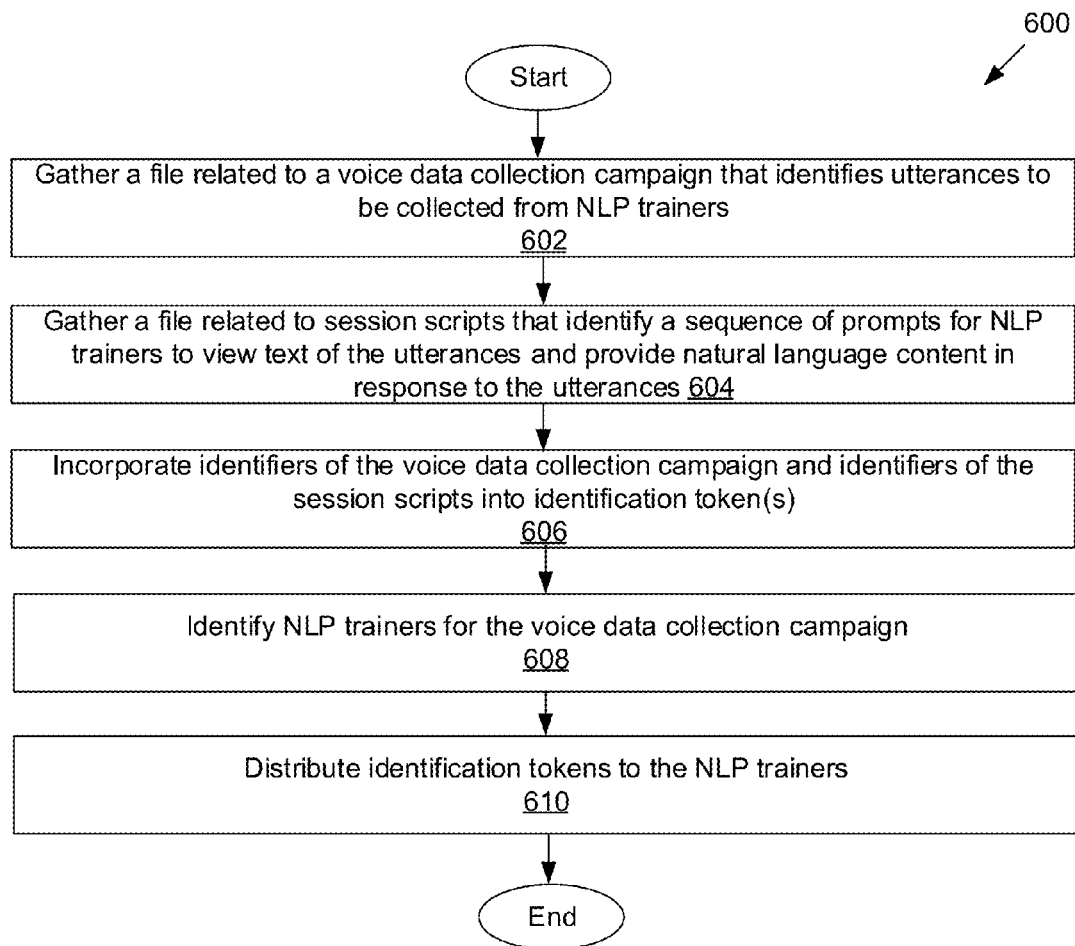 600
Start
Gather a file related to a voice data collection campaign that identifies utterances to
be collected from NLP trainers
602
Gather a file related to session scripts that identify a sequence of prompts for NLP
trainers to view text of the utterances and provide natural language content in
response to the utterances 604
Incorporate identifiers of the voice data collection campaign and identifiers of the
session scripts into identification token(s)
606
Identify NLP trainers for the voice data collection campaign
608
Distribute identification tokens to the NLP trainers
610
End